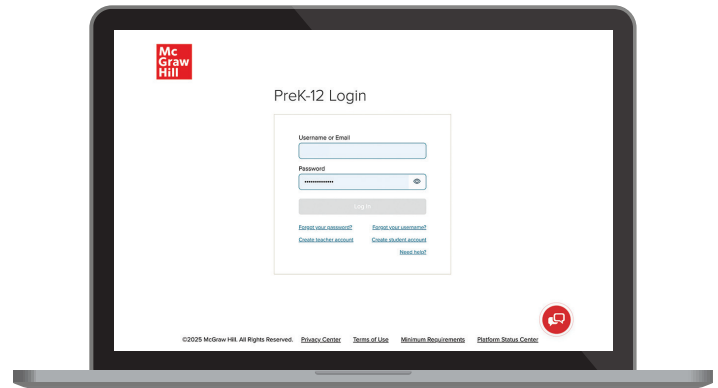 Mc
Graw
Hill
PreK-12 Login
Username or Email
Password
••••••••••••••
Log In
Forgot your password? Forgot your username?
Create teacher account Create student account
Need help?
©2025 McGraw Hill. All Rights Reserved. Privacy Center Terms of Use Minimum Requirements Platform Status Center